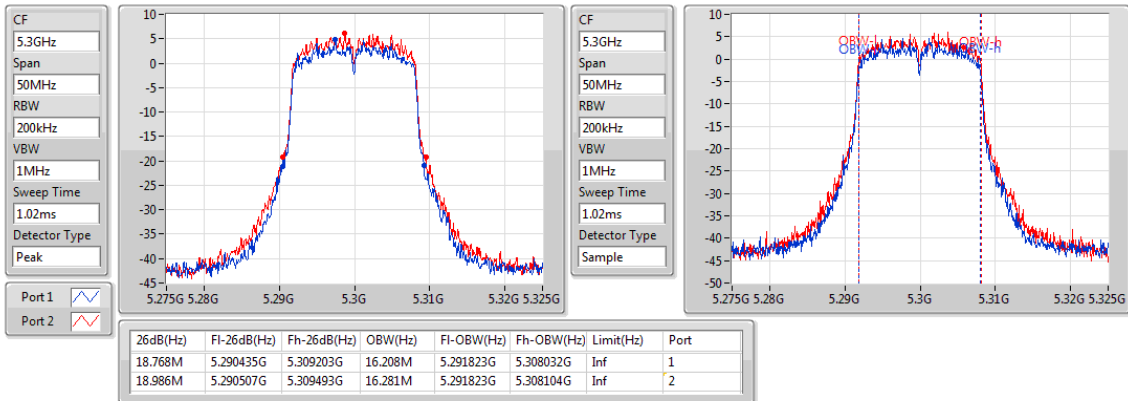 CF
5.3GHz
Span
50MHz
RBW
200kHz
VBW
1MHz
Sweep Time
1.02ms
Detector Type
Peak
Port 1
Port 2
10
5
0
-5
-10
-15
-20
-25
-30
-35
-40
-45
5.275G 5.28G 5.29G 5.3G 5.31G 5.32G 5.325G
CF
5.3GHz
Span
50MHz
RBW
200kHz
VBW
1MHz
Sweep Time
1.02ms
Detector Type
Sample
10
5
0
-5
-10
-15
-20
-25
-30
-35
-40
-45
-50
5.275G 5.28G 5.29G 5.3G 5.31G 5.32G 5.325G
26dB(Hz) Fl-26dB(Hz) Fh-26dB(Hz) OBW(Hz) Fl-OBW(Hz) Fh-OBW(Hz) Limit(Hz) Port
18.768M 5.290435G 5.309203G 16.208M 5.291823G 5.308032G Inf 1
18.986M 5.290507G 5.309493G 16.281M 5.291823G 5.308104G Inf 2